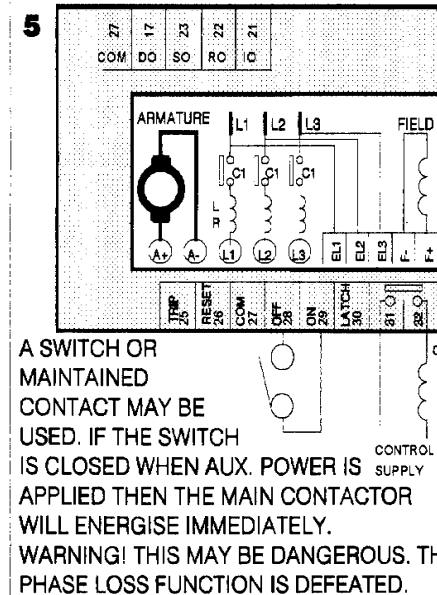 5
27 17 23 22 21
COM DO SO RO IO
ARMATURE L1 L2 L3 FIELD
C1 C1 C1
L
R
A+ A- L1 L2 L3 EL1 EL2 EL3 F- F+
TRIP 25 RESET 26 COM 27 OFF 28 ON 29 LATCH 30 31 32
A SWITCH OR
MAINTAINED
CONTACT MAY BE
USED. IF THE SWITCH
IS CLOSED WHEN AUX. POWER IS
CONTROL
SUPPLY
APPLIED THEN THE MAIN CONTACTOR
WILL ENERGISE IMMEDIATELY.
WARNING! THIS MAY BE DANGEROUS. TH
PHASE LOSS FUNCTION IS DEFEATED.